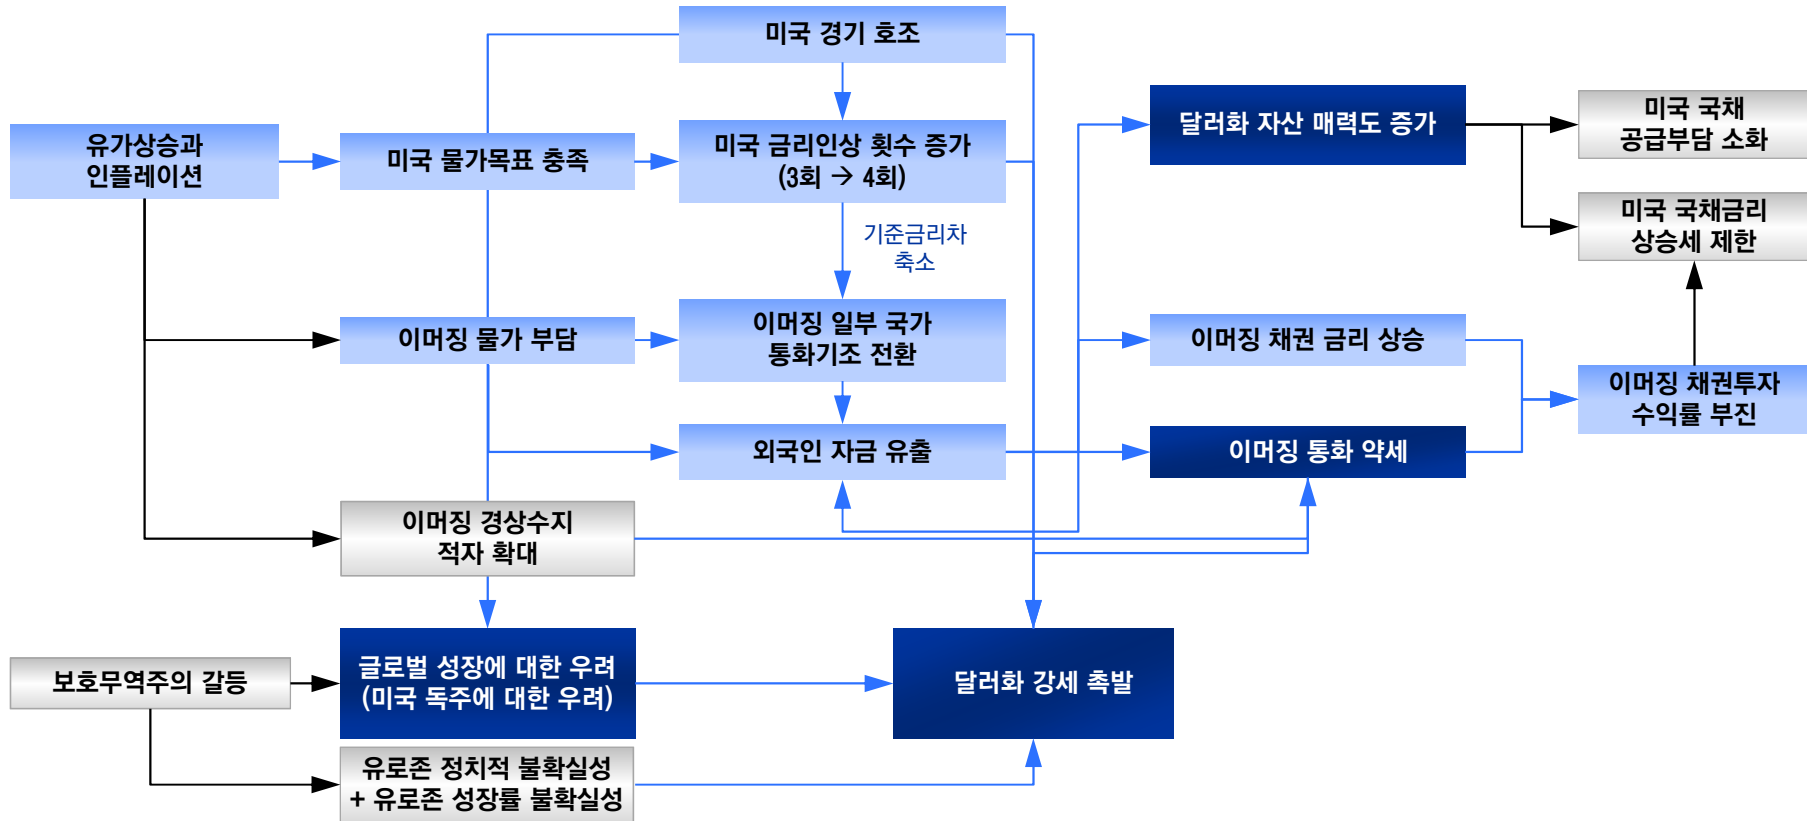 미국 경기 호조
유가상승과
인플레이션
미국 물가목표 충족
미국 금리인상 횟수 증가
(3회 → 4회)
달러화 자산 매력도 증가
미국 국채
공급부담 소화
미국 국채금리
상승세 제한
기준금리차
축소
이머징 물가 부담
이머징 일부 국가
통화기조 전환
이머징 채권 금리 상승
이머징 채권투자
수익률 부진
외국인 자금 유출
이머징 통화 약세
이머징 경상수지
적자 확대
보호무역주의 갈등
글로벌 성장에 대한 우려
(미국 독주에 대한 우려)
달러화 강세 촉발
유로존 정치적 불확실성
+ 유로존 성장률 불확실성